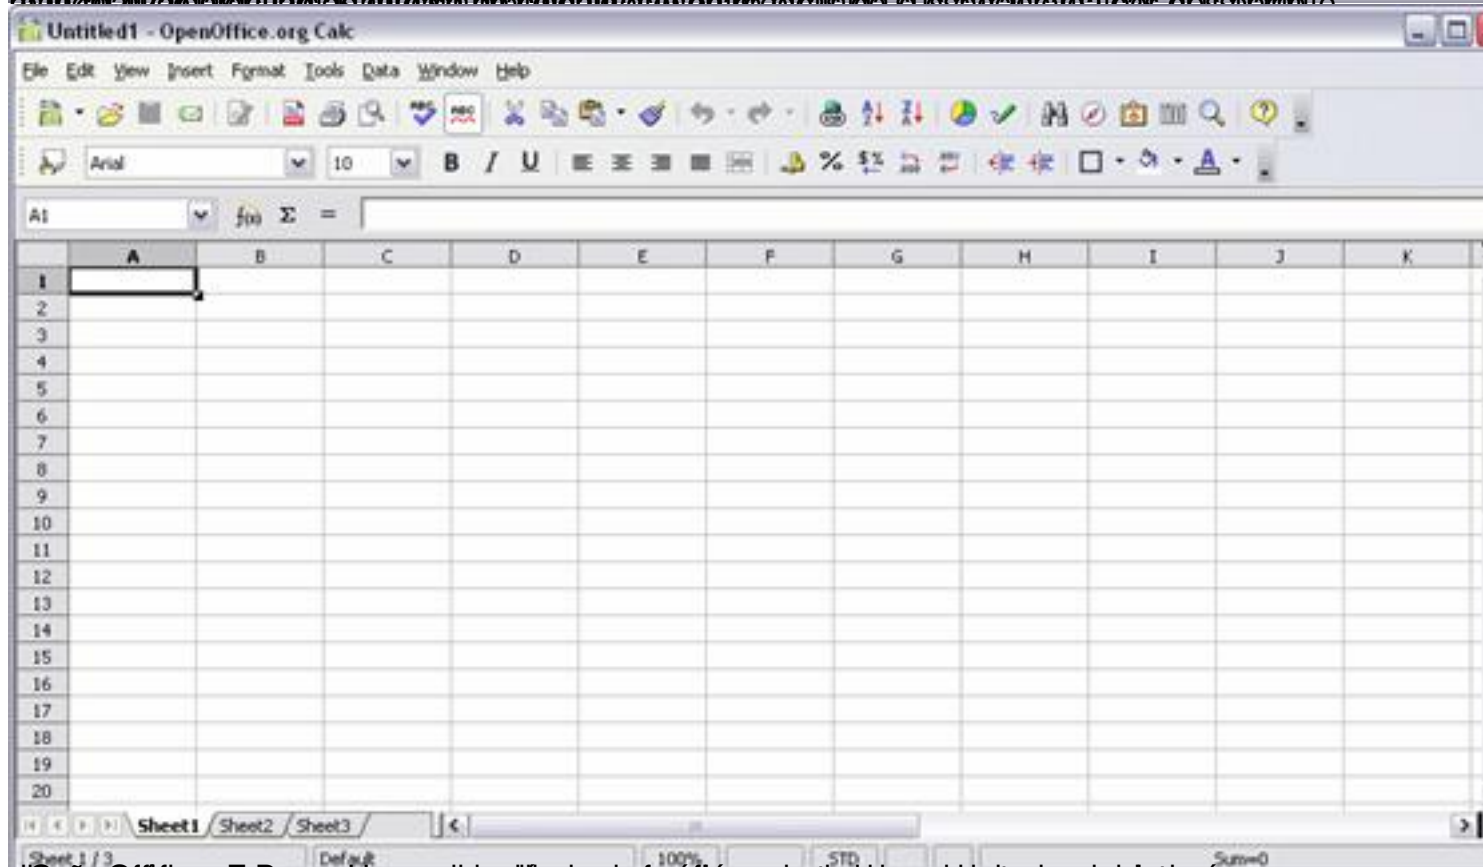 Untitled1 - OpenOffice.org Calc
File Edit View Insert Format Tools Data Window Help
Arial 10 B I U
A1 f(x) Σ =
A B C D E F G H I J K
1
2
3
4
5
6
7
8
9
10
11
12
13
14
15
16
17
18
19
20
Sheet1 Sheet2 Sheet3
Sheet 1 / 3 Default 100% STD Sum=0